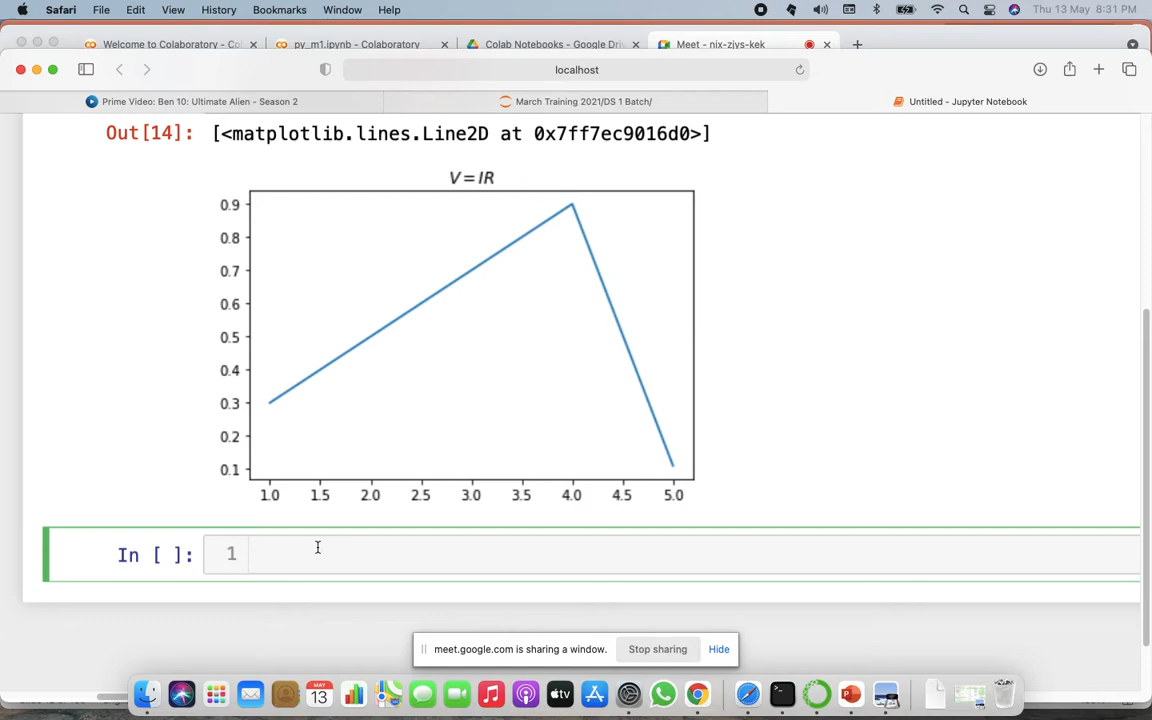 Safari File Edit View History Bookmarks Window Help Thu 13 May 8:31 PM
Welcome to Colaboratory - Co py_m1.ipynb - Colaboratory Colab Notebooks - Google Driv Meet - nix-zjys-kek
localhost
Prime Video: Ben 10: Ultimate Alien - Season 2 March Training 2021/DS 1 Batch/ Untitled - Jupyter Notebook
Out[14]: [<matplotlib.lines.Line2D at 0x7ff7ec9016d0>]
V = IR
0.9
0.8
0.7
0.6
0.5
0.4
0.3
0.2
0.1
1.0 1.5 2.0 2.5 3.0 3.5 4.0 4.5 5.0
In [ ]: 1
meet.google.com is sharing a window. Stop sharing Hide
MAY
13
tv